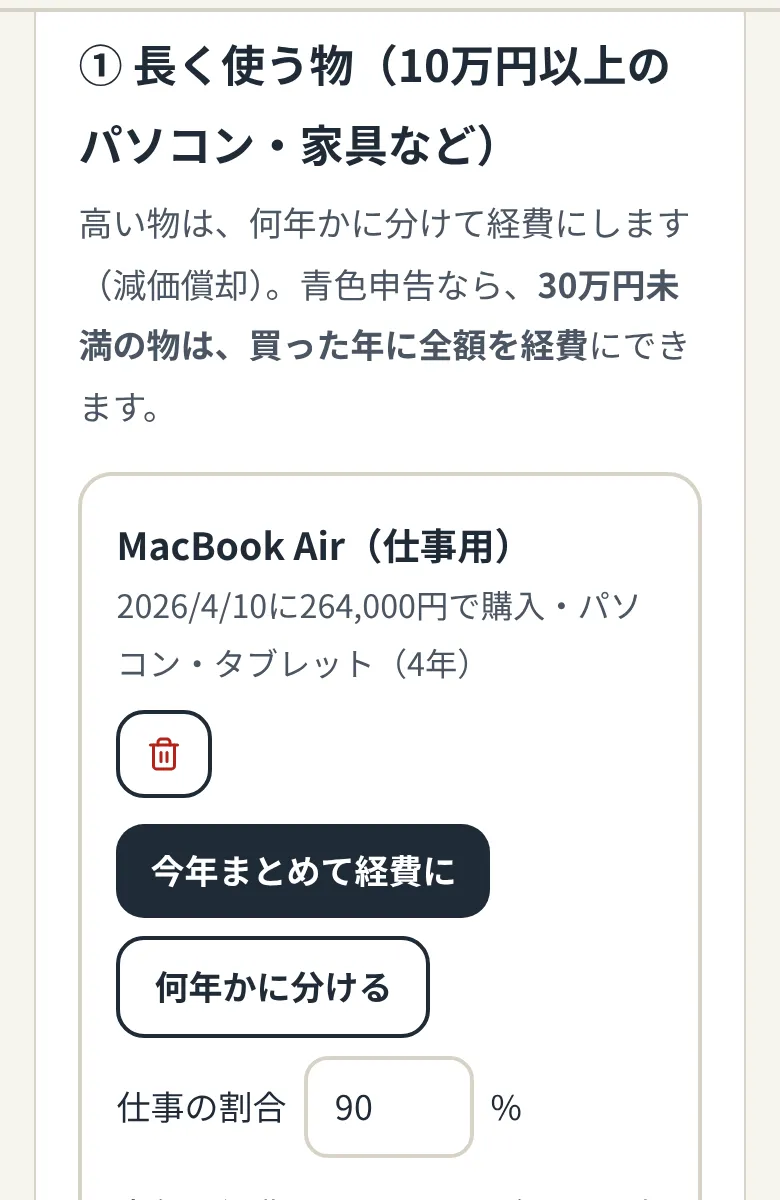 ① 長く使う物（10万円以上の
パソコン・家具など）
高い物は、何年かに分けて経費にします
（減価償却）。青色申告なら、30万円未
満の物は、買った年に全額を経費にでき
ます。
MacBook Air（仕事用）
2026/4/10に264,000円で購入・パソ
コン・タブレット（4年）
今年まとめて経費に
何年かに分ける
仕事の割合 90 %